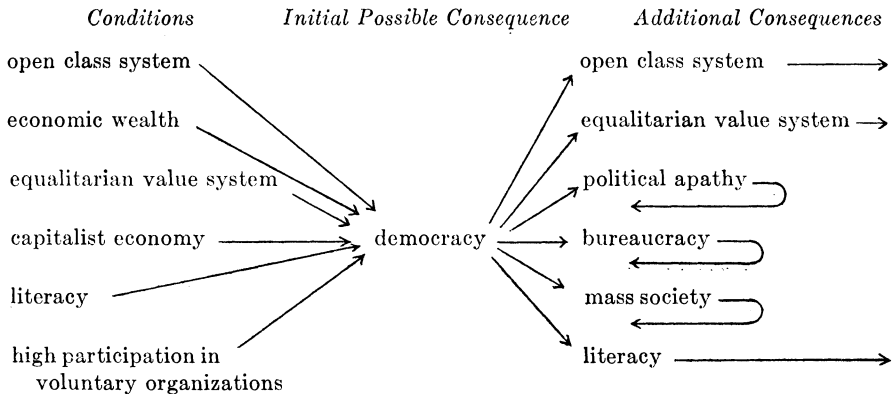 Conditions Initial Possible Consequence Additional Consequences
open class system open class system
economic wealth equalitarian value system
equalitarian value system political apathy
capitalist economy democracy bureaucracy
literacy mass society
high participation in literacy
voluntary organizations